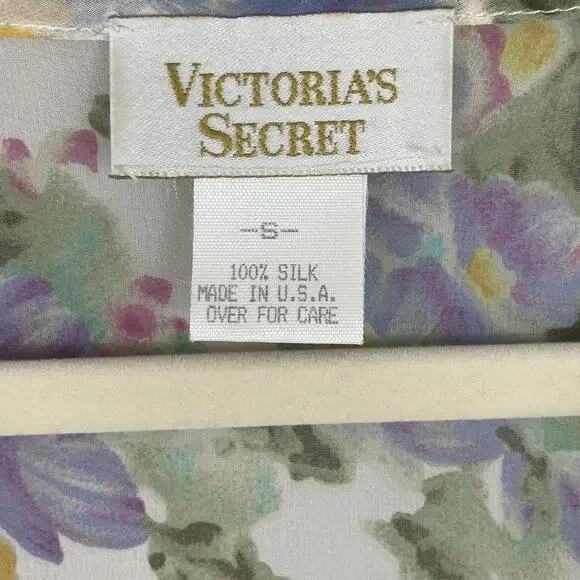 VICTORIA'S
SECRET
-S-
100% SILK
MADE IN U.S.A.
OVER FOR CARE